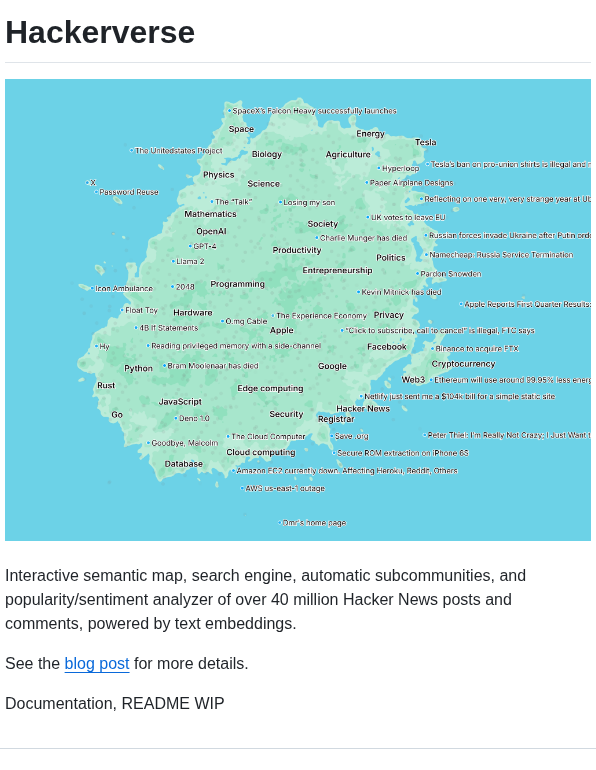 Hackerverse
SpaceX's Falcon Heavy successfully launches
Space
Energy
Tesla
The Unitedstates Project
Biology
Agriculture
Tesla's ban on pro-union shirts is illegal and
Hyperloop
Physics
X
Science
Paper Airplane Designs
Password Reuse
The "Talk"
Losing my son
Reflecting on one very, very strange year at
Mathematics
UK votes to leave EU
Society
OpenAI
Charlie Munger has died
Russian forces invade Ukraine after Putin
GPT-4
Productivity
Politics
Namecheap: Russia Service Termination
Llama 2
Entrepreneurship
Pardon Snowden
Icon Ambulance
2048
Programming
Kevin Mitnick has died
Apple Reports First Quarter Results:
Float Toy
Hardware
The Experience Economy
Privacy
O.mg Cable
4B If Statements
Apple
"Click to subscribe, call to cancel" is illegal, FTC says
Hy
Reading privileged memory with a side-channel
Facebook
Binance to acquire FTX
Python
Bram Moolenaar has died
Google
Cryptocurrency
Rust
Edge computing
Web3
Ethereum will use around 99.95% less
Netlify just sent me a $104k bill for a simple static site
JavaScript
Hacker News
Go
Deno 1.0
Security
Registrar
Goodbye, Malcolm
The Cloud Computer
Save .org
Peter Thiel: I'm Really Not Crazy; I Just Want
Cloud computing
Secure ROM extraction on iPhone 6S
Database
Amazon EC2 currently down. Affecting Heroku, Reddit, Others
AWS us-east-1 outage
Dmr's home page
Interactive semantic map, search engine, automatic subcommunities, and
popularity/sentiment analyzer of over 40 million Hacker News posts and
comments, powered by text embeddings.
See the blog post for more details.
Documentation, README WIP